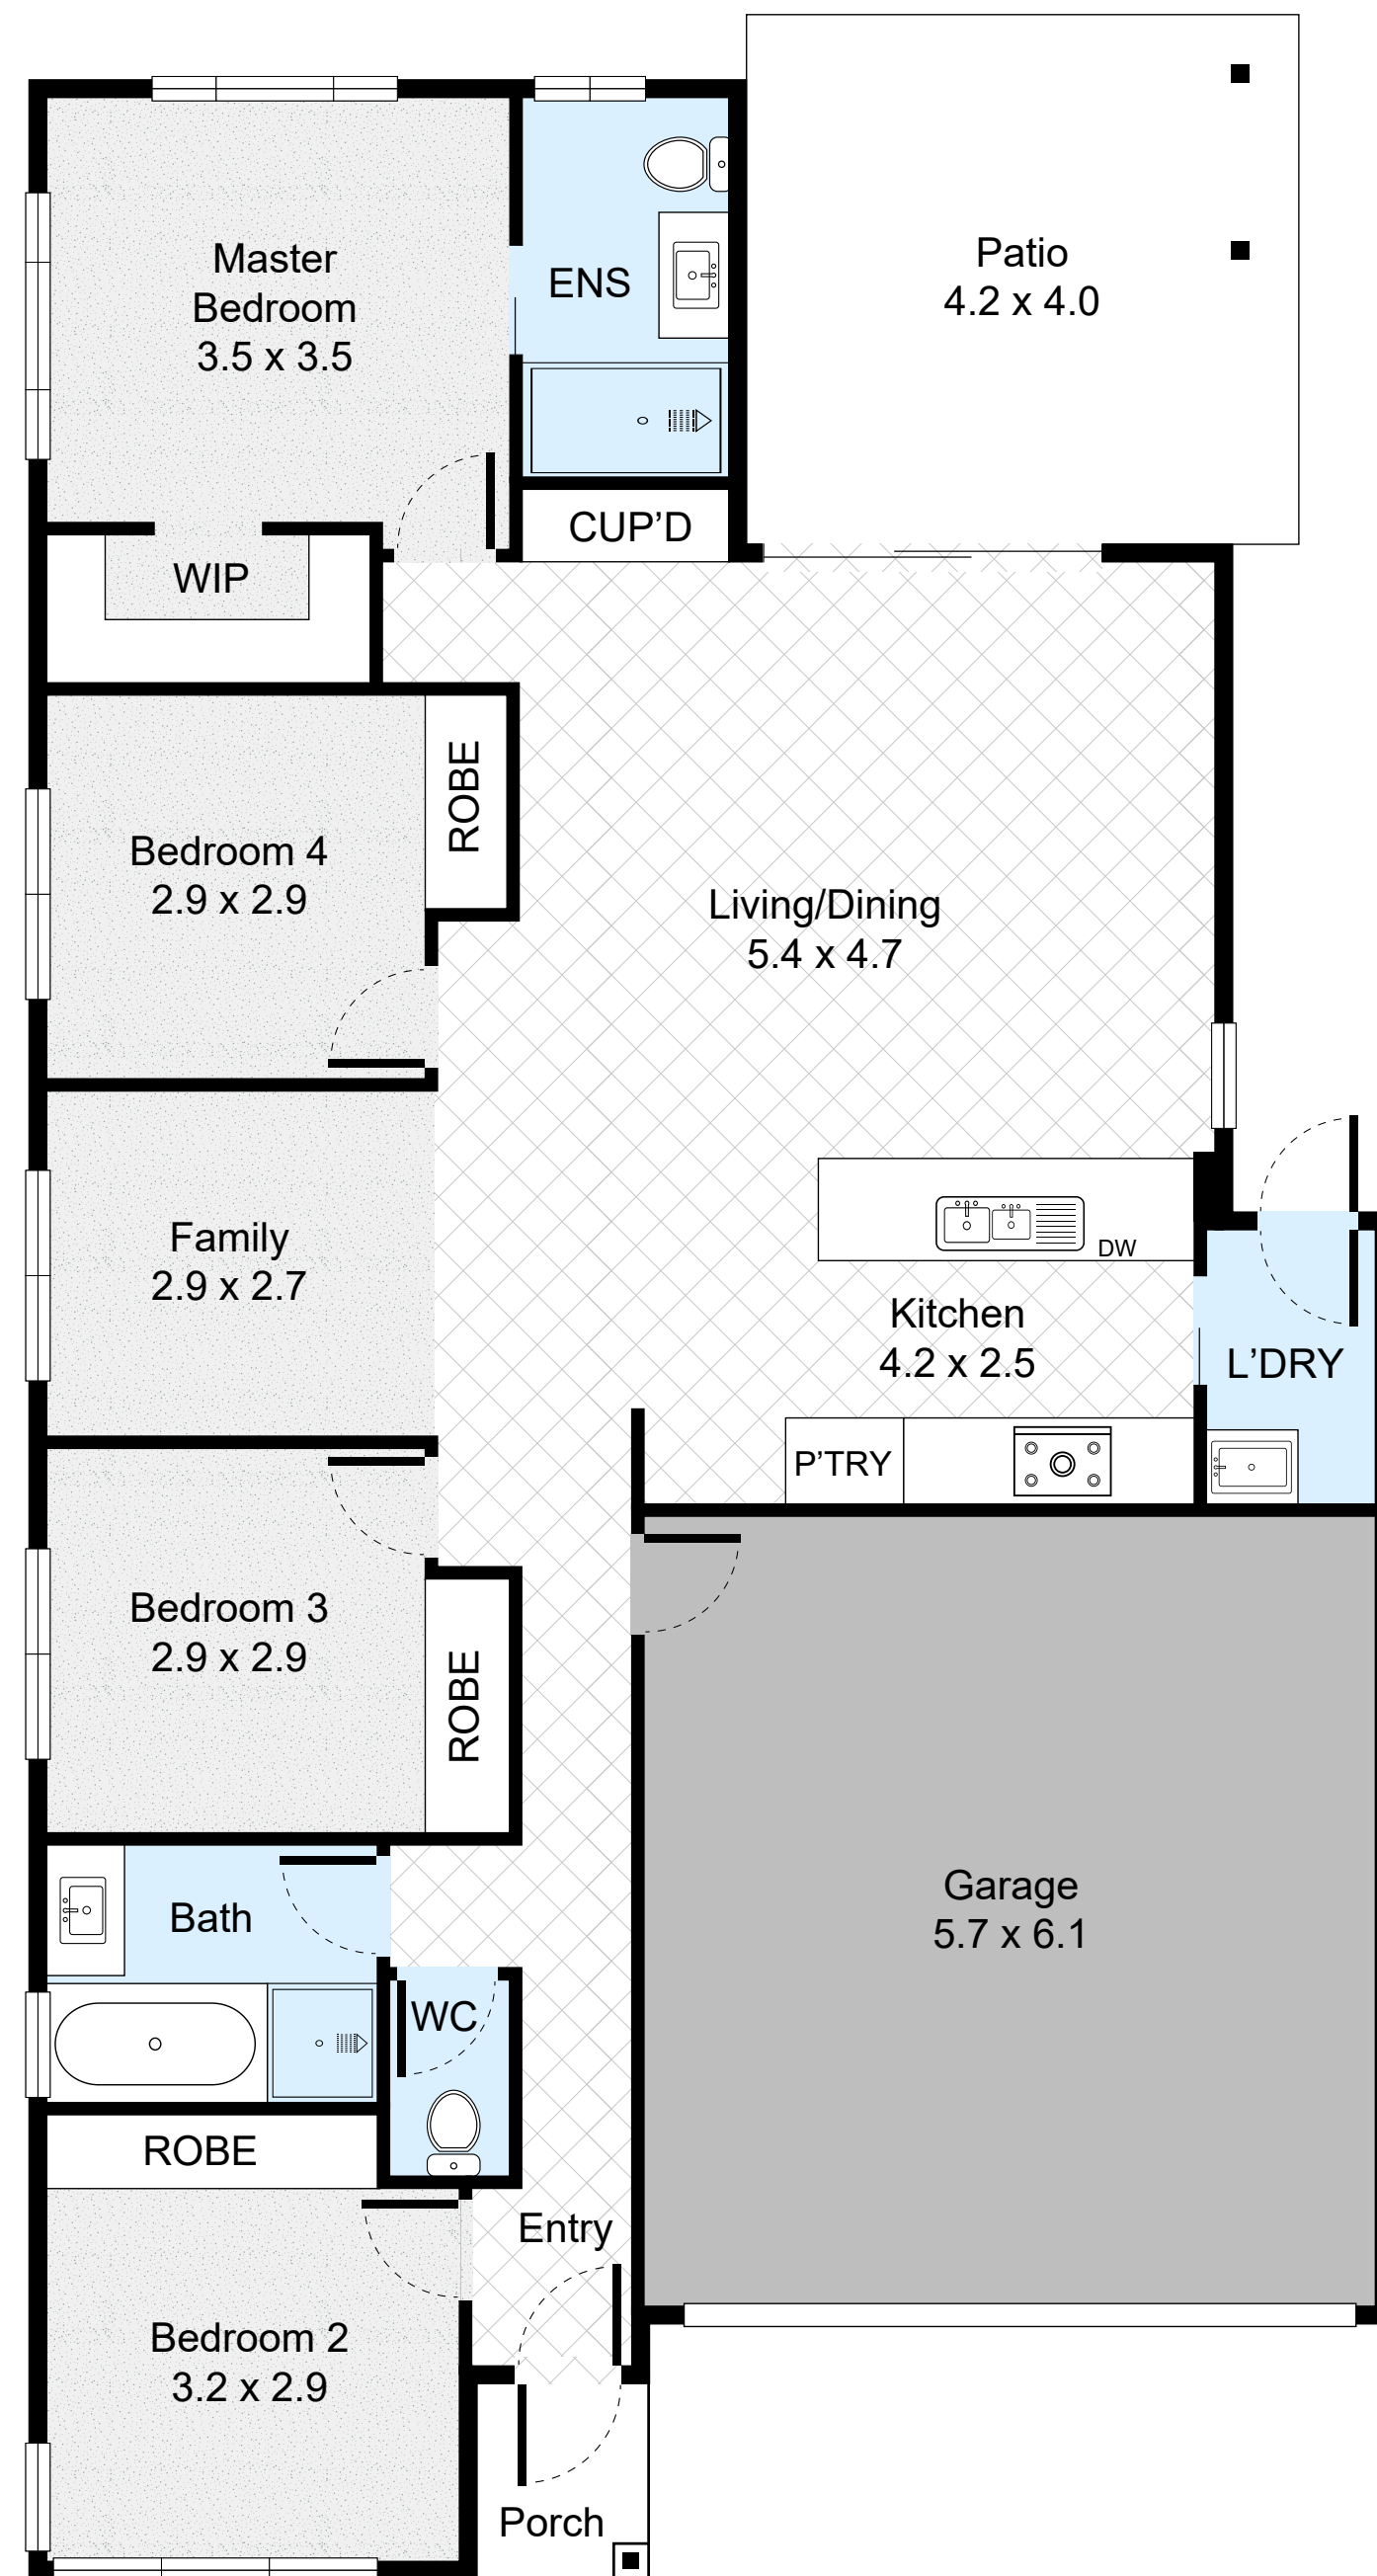 Master
Bedroom
3.5 x 3.5
ENS
Patio
4.2 x 4.0
CUP'D
WIP
ROBE
Bedroom 4
2.9 x 2.9
Living/Dining
5.4 x 4.7
Family
2.9 x 2.7
DW
Kitchen
4.2 x 2.5
L'DRY
P'TRY
Bedroom 3
2.9 x 2.9
ROBE
Garage
5.7 x 6.1
Bath
WC
ROBE
Entry
Bedroom 2
3.2 x 2.9
Porch